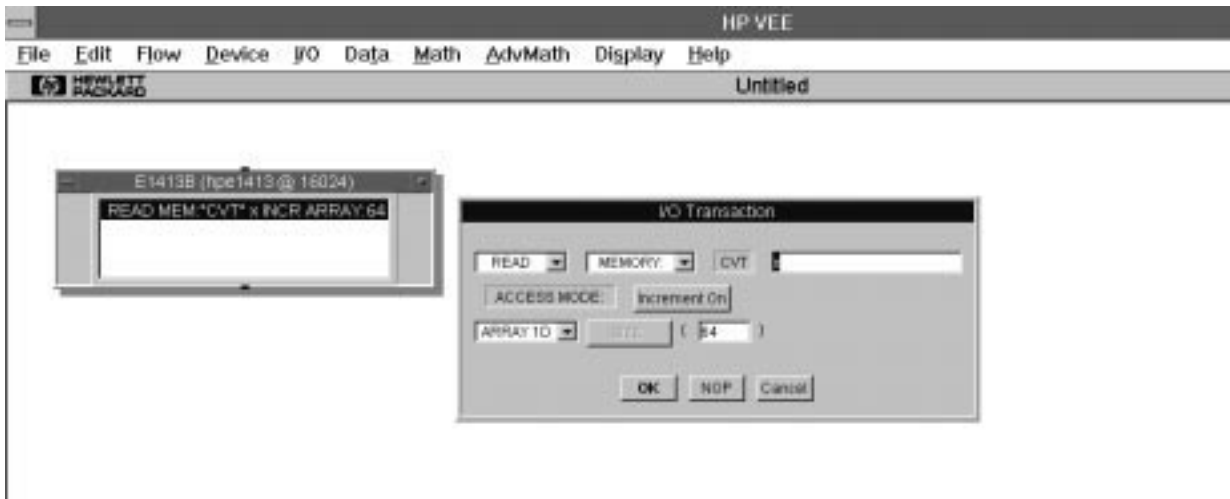 HP VEE
File Edit Flow Device I/O Data Math AdvMath Display Help
hp HEWLETT PACKARD Untitled
E1413B (hpe1413 @ 16024)
READ MEM:"CVT" x INCR ARRAY:64
I/O Transaction
READ MEMORY: CVT x
ACCESS MODE: Increment On
ARRAY 1D ( 64 )
OK NOP Cancel